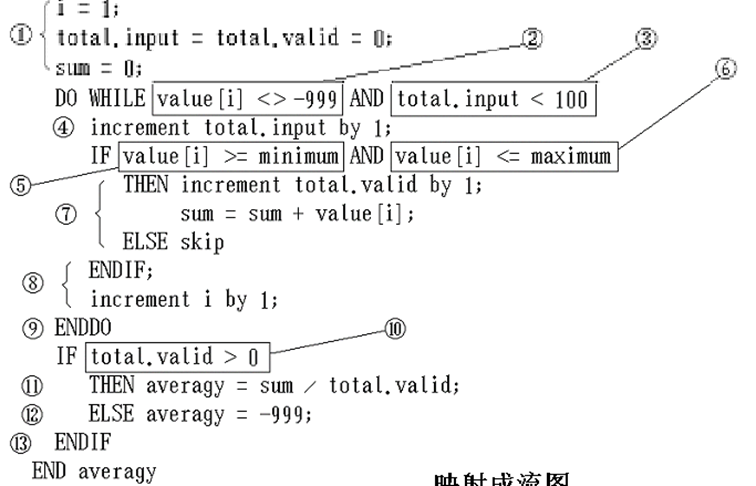 i = 1;
① total.input = total.valid = 0; ② ③
sum = 0; ⑥
DO WHILE value[i] <> -999 AND total.input < 100
④ increment total.input by 1;
IF value[i] >= minimum AND value[i] <= maximum
⑤ THEN increment total.valid by 1;
⑦ sum = sum + value[i];
ELSE skip
⑧ ENDIF;
increment i by 1;
⑨ ENDDO ⑩
IF total.valid > 0
⑪ THEN averagy = sum / total.valid;
⑫ ELSE averagy = -999;
⑬ ENDIF
END averagy
映射成流图